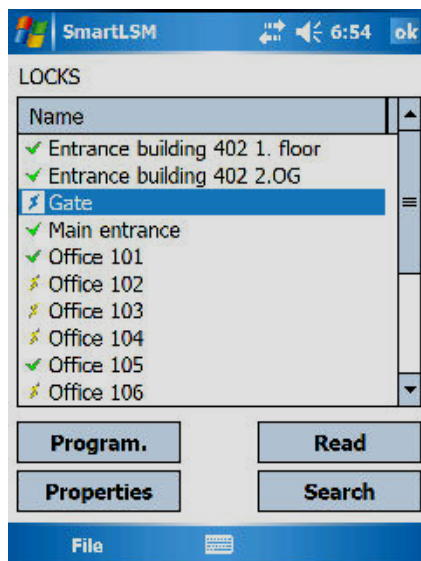 SmartLSM 6:54 ok
LOCKS
Name
Entrance building 402 1. floor
Entrance building 402 2.OG
Gate
Main entrance
Office 101
Office 102
Office 103
Office 104
Office 105
Office 106
Program. Read
Properties Search
File